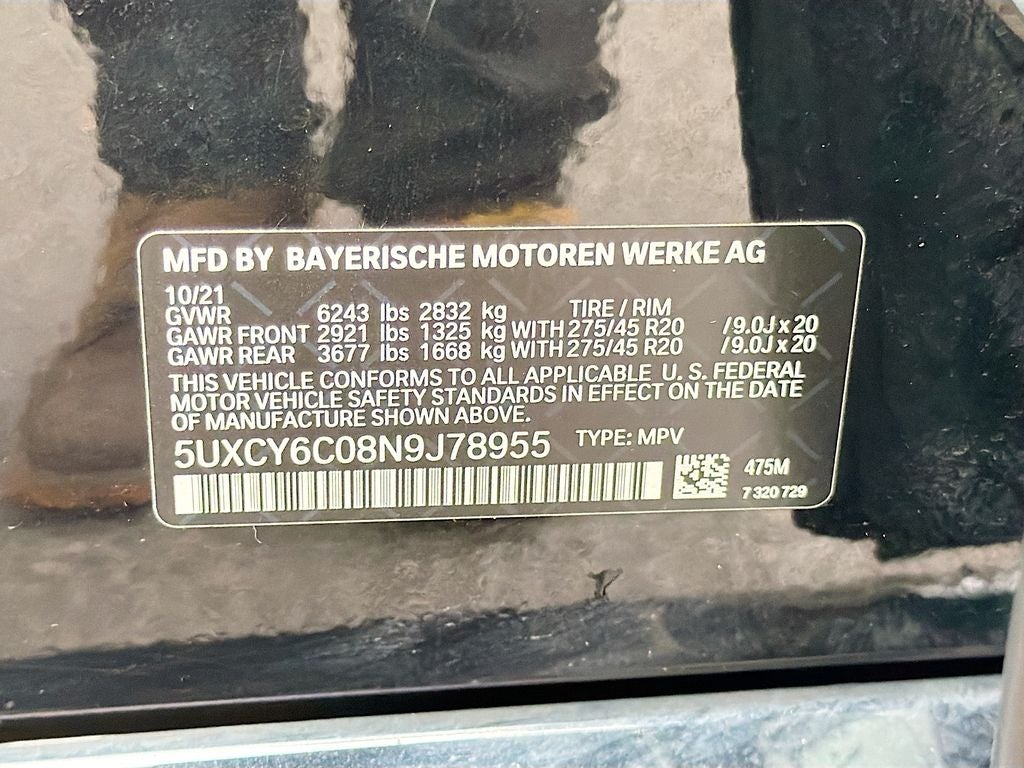 MFD BY BAYERISCHE MOTOREN WERKE AG
10/21
GVWR 6243 lbs 2832 kg TIRE / RIM
GAWR FRONT 2921 lbs 1325 kg WITH 275/45 R20 / 9.0J x 20
GAWR REAR 3677 lbs 1668 kg WITH 275/45 R20 / 9.0J x 20
THIS VEHICLE CONFORMS TO ALL APPLICABLE U. S. FEDERAL
MOTOR VEHICLE SAFETY STANDARDS IN EFFECT ON THE DATE
OF MANUFACTURE SHOWN ABOVE.
5UXCY6C08N9J78955 TYPE: MPV
475M
7 320 729